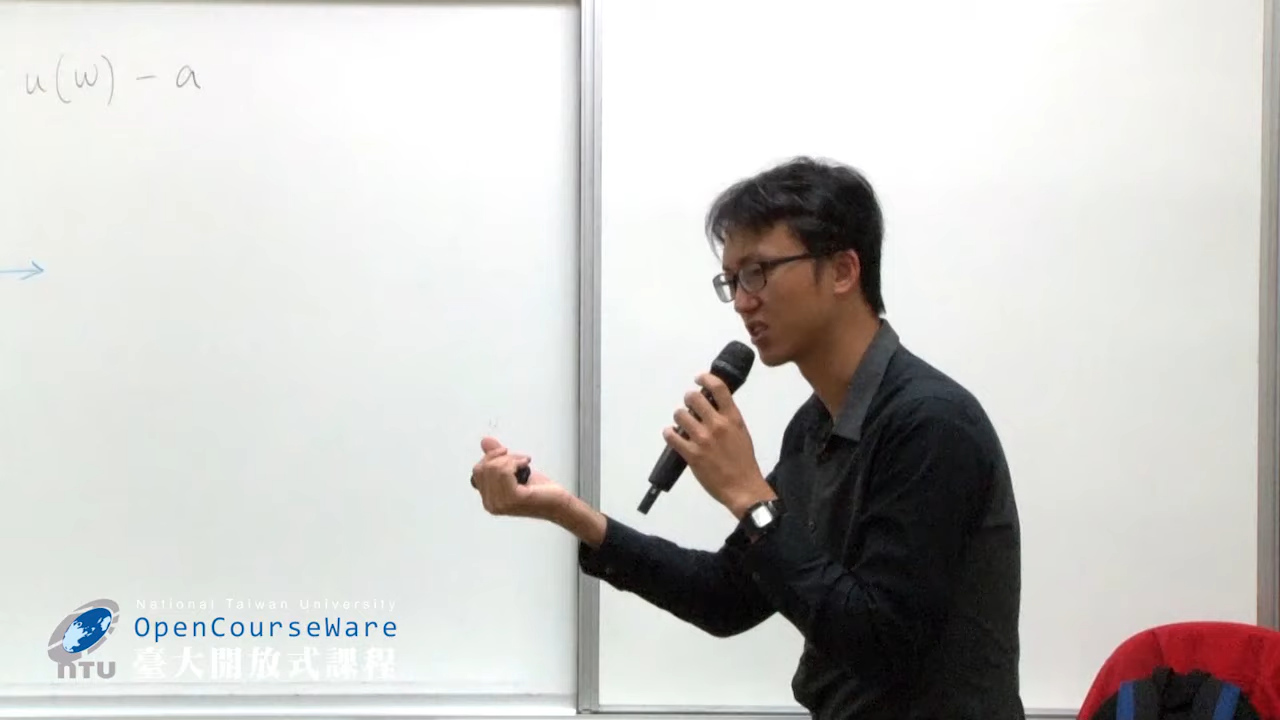 u(w) - a
National Taiwan University
OpenCourseWare
臺大開放式課程
NTU